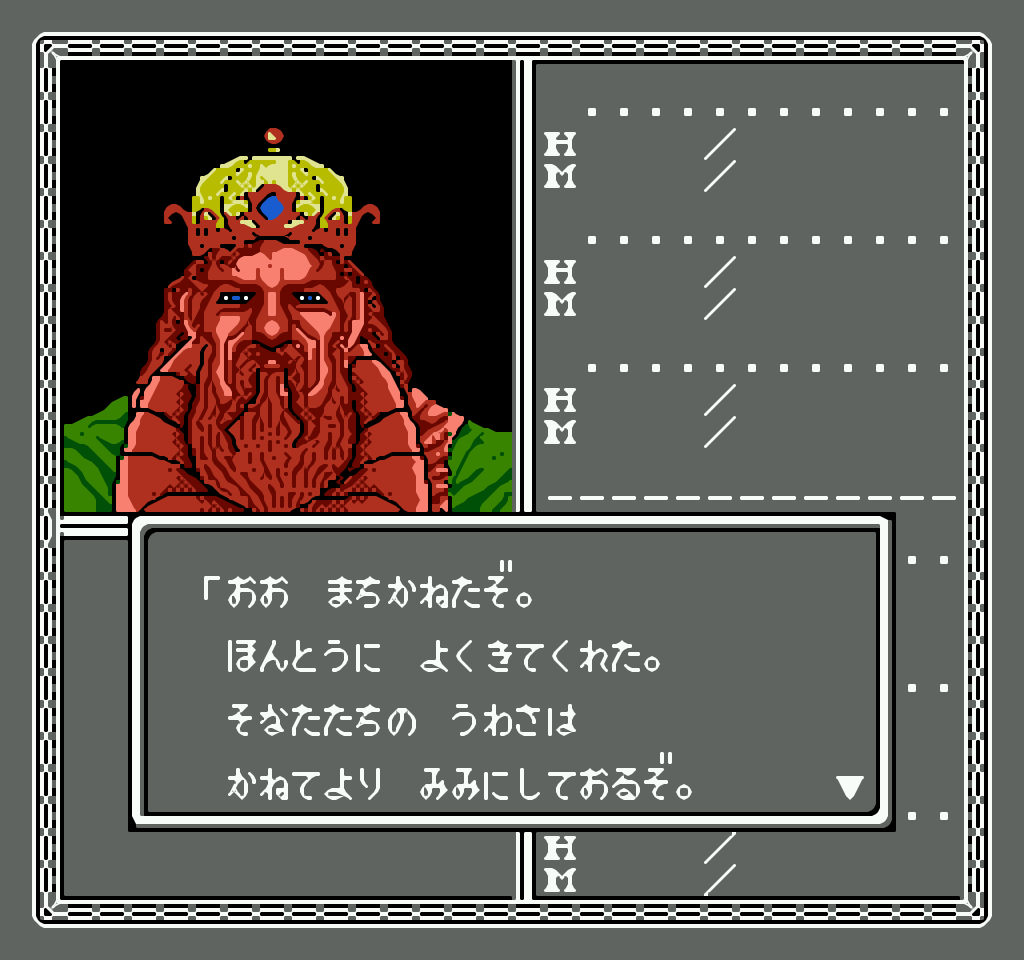 H ／
M ／
H ／
M ／
H ／
M ／
「おお　まちかねたぞ。
ほんとうに　よくきてくれた。
そなたたちの　うわさは
かねてより　みみにしておるぞ。
▼
H ／
M ／